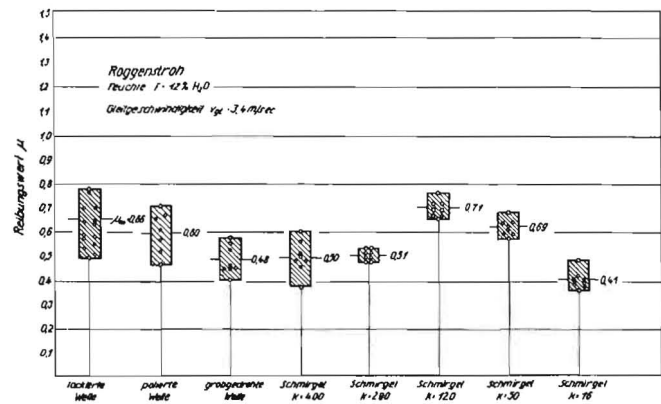 1,5
1,4
1,3
1,2
1,1
1,0
0,9
0,8
0,7
0,6
0,5
0,4
0,3
0,2
0,1
Reibungswert µ
Roggenstroh
Feuchte F = 12% H₂O
Gleitgeschwindigkeit v_gl = 3,4 m/sec
µ_m = 0,66
0,60
0,48
0,50
0,51
0,71
0,69
0,41
lackierte
Welle
polierte
Welle
grobgedrehte
Welle
Schmirgel
K = 400
Schmirgel
K = 280
Schmirgel
K = 120
Schmirgel
K = 30
Schmirgel
K = 16